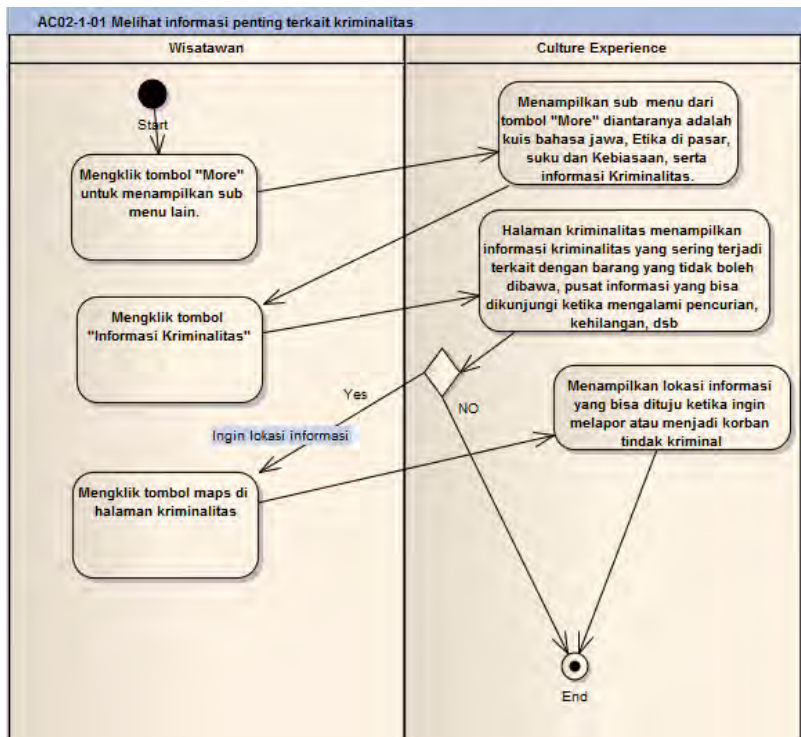 AC02-1-01 Melihat informasi penting terkait kriminalitas
Wisatawan
Culture Experience
Start
Mengklik tombol "More"
untuk menampilkan sub
menu lain.
Menampilkan sub menu dari
tombol "More" diantaranya adalah
kuis bahasa jawa, Etika di pasar,
suku dan Kebiasaan, serta
informasi Kriminalitas.
Mengklik tombol
"Informasi Kriminalitas"
Halaman kriminalitas menampilkan
informasi kriminalitas yang sering terjadi
terkait dengan barang yang tidak boleh
dibawa, pusat informasi yang bisa
dikunjungi ketika mengalami pencurian,
kehilangan, dsb
Yes
NO
Ingin lokasi informasi
Mengklik tombol maps di
halaman kriminalitas
Menampilkan lokasi informasi
yang bisa dituju ketika ingin
melapor atau menjadi korban
tindak kriminal
End